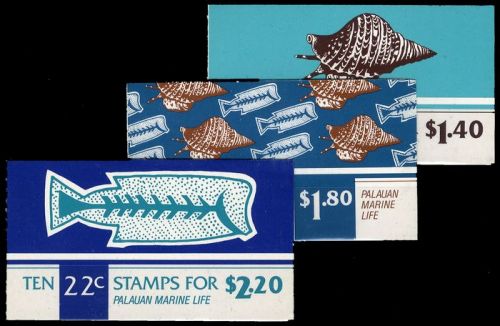 $1.40
$1.80 PALAUAN
MARINE
LIFE
TEN 22c STAMPS FOR $2.20
PALAUAN MARINE LIFE